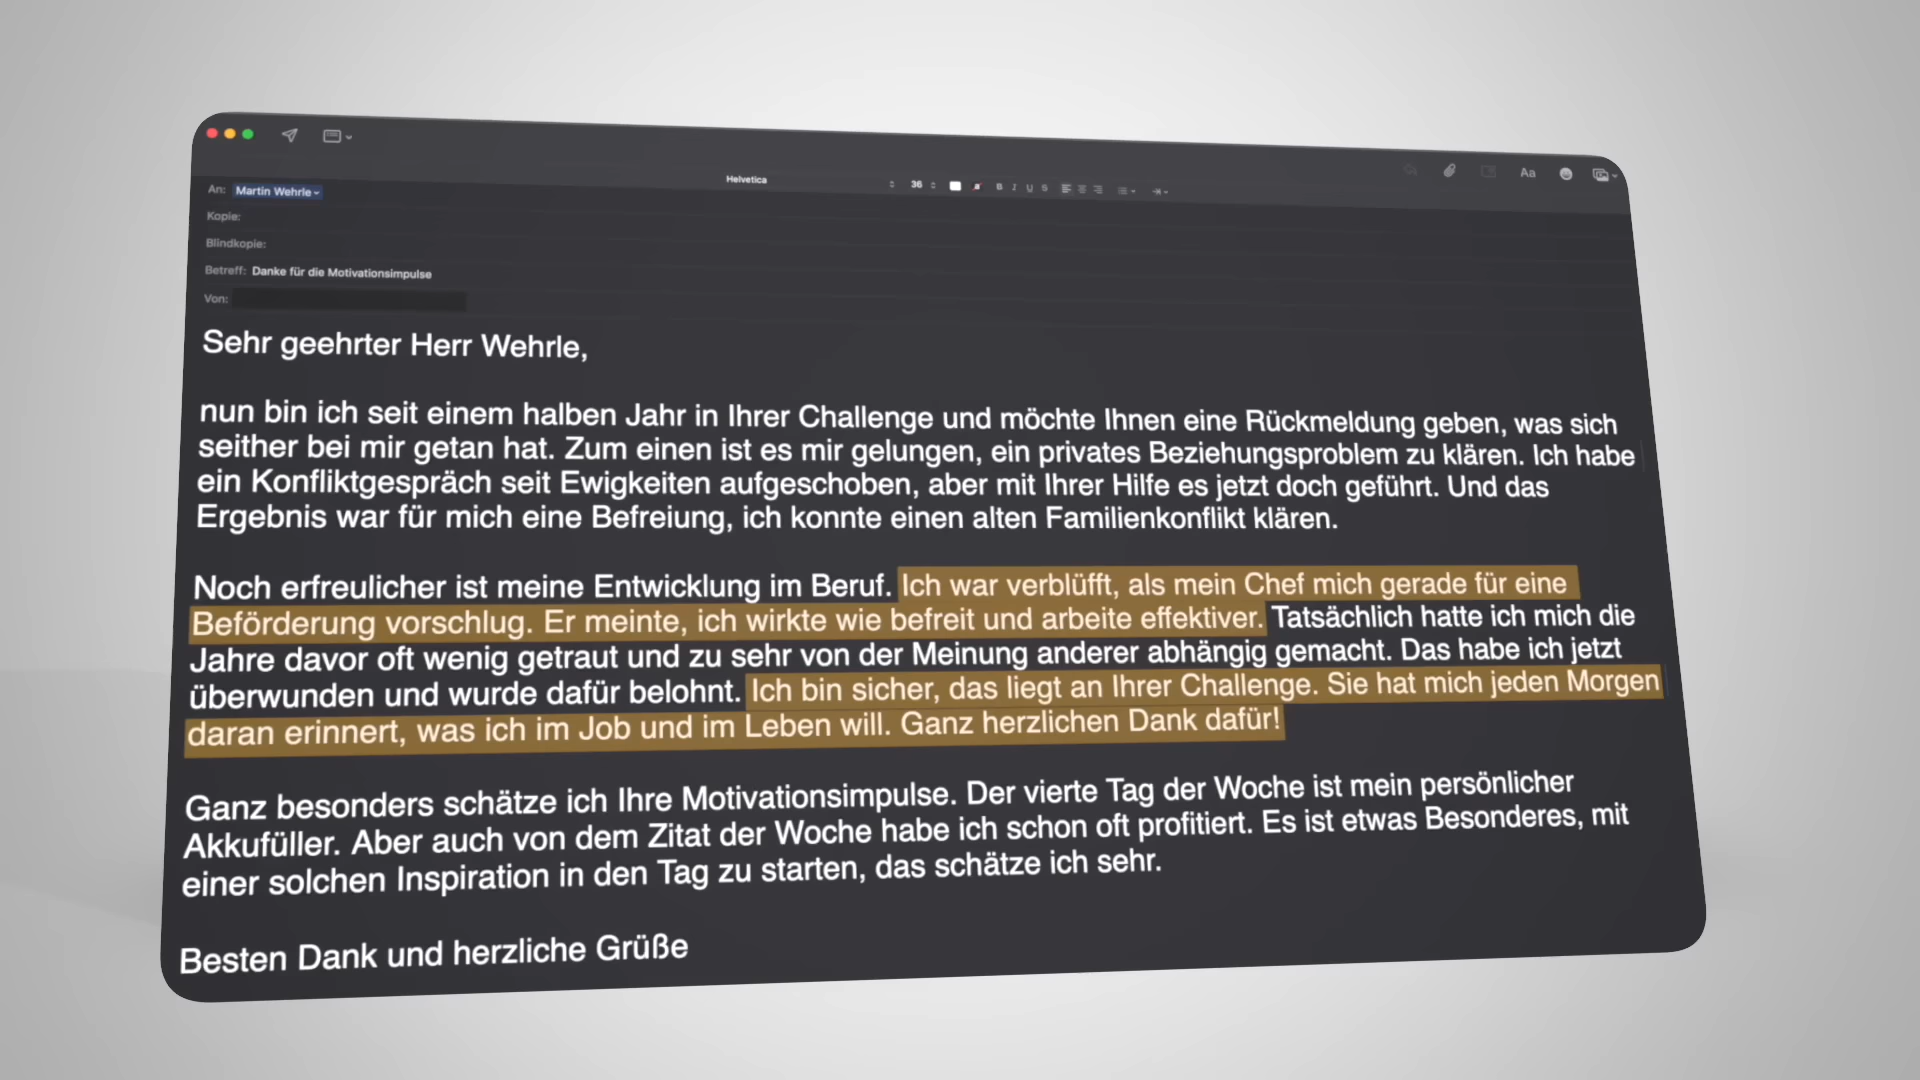 An: Martin Wehrle
Helvetica 36 a B I U S
Aa
Kopie:
Blindkopie:
Betreff: Danke für die Motivationsimpulse
Von:
Sehr geehrter Herr Wehrle,
nun bin ich seit einem halben Jahr in Ihrer Challenge und möchte Ihnen eine Rückmeldung geben, was sich
seither bei mir getan hat. Zum einen ist es mir gelungen, ein privates Beziehungsproblem zu klären. Ich habe
ein Konfliktgespräch seit Ewigkeiten aufgeschoben, aber mit Ihrer Hilfe es jetzt doch geführt. Und das
Ergebnis war für mich eine Befreiung, ich konnte einen alten Familienkonflikt klären.
Noch erfreulicher ist meine Entwicklung im Beruf. Ich war verblüfft, als mein Chef mich gerade für eine
Beförderung vorschlug. Er meinte, ich wirkte wie befreit und arbeite effektiver. Tatsächlich hatte ich mich die
Jahre davor oft wenig getraut und zu sehr von der Meinung anderer abhängig gemacht. Das habe ich jetzt
überwunden und wurde dafür belohnt. Ich bin sicher, das liegt an Ihrer Challenge. Sie hat mich jeden Morgen
daran erinnert, was ich im Job und im Leben will. Ganz herzlichen Dank dafür!
Ganz besonders schätze ich Ihre Motivationsimpulse. Der vierte Tag der Woche ist mein persönlicher
Akkufüller. Aber auch von dem Zitat der Woche habe ich schon oft profitiert. Es ist etwas Besonderes, mit
einer solchen Inspiration in den Tag zu starten, das schätze ich sehr.
Besten Dank und herzliche Grüße